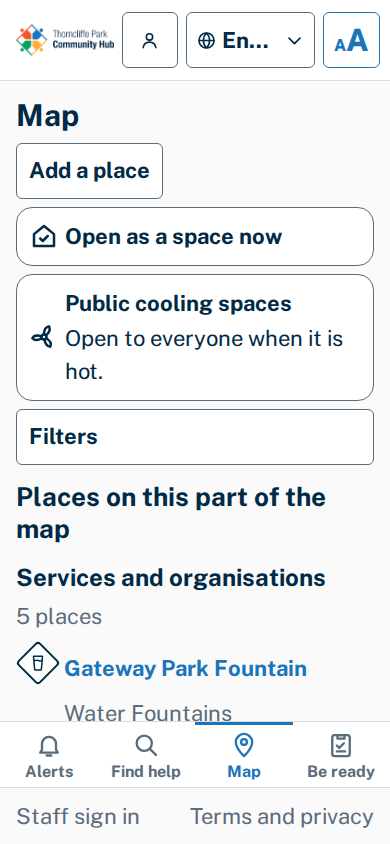 Thorncliffe Park
Community Hub
En...
AA
Map
Add a place
Open as a space now
Public cooling spaces
Open to everyone when it is
hot.
Filters
Places on this part of the
map
Services and organisations
5 places
Gateway Park Fountain
Water Fountains
Alerts
Find help
Map
Be ready
Staff sign in
Terms and privacy